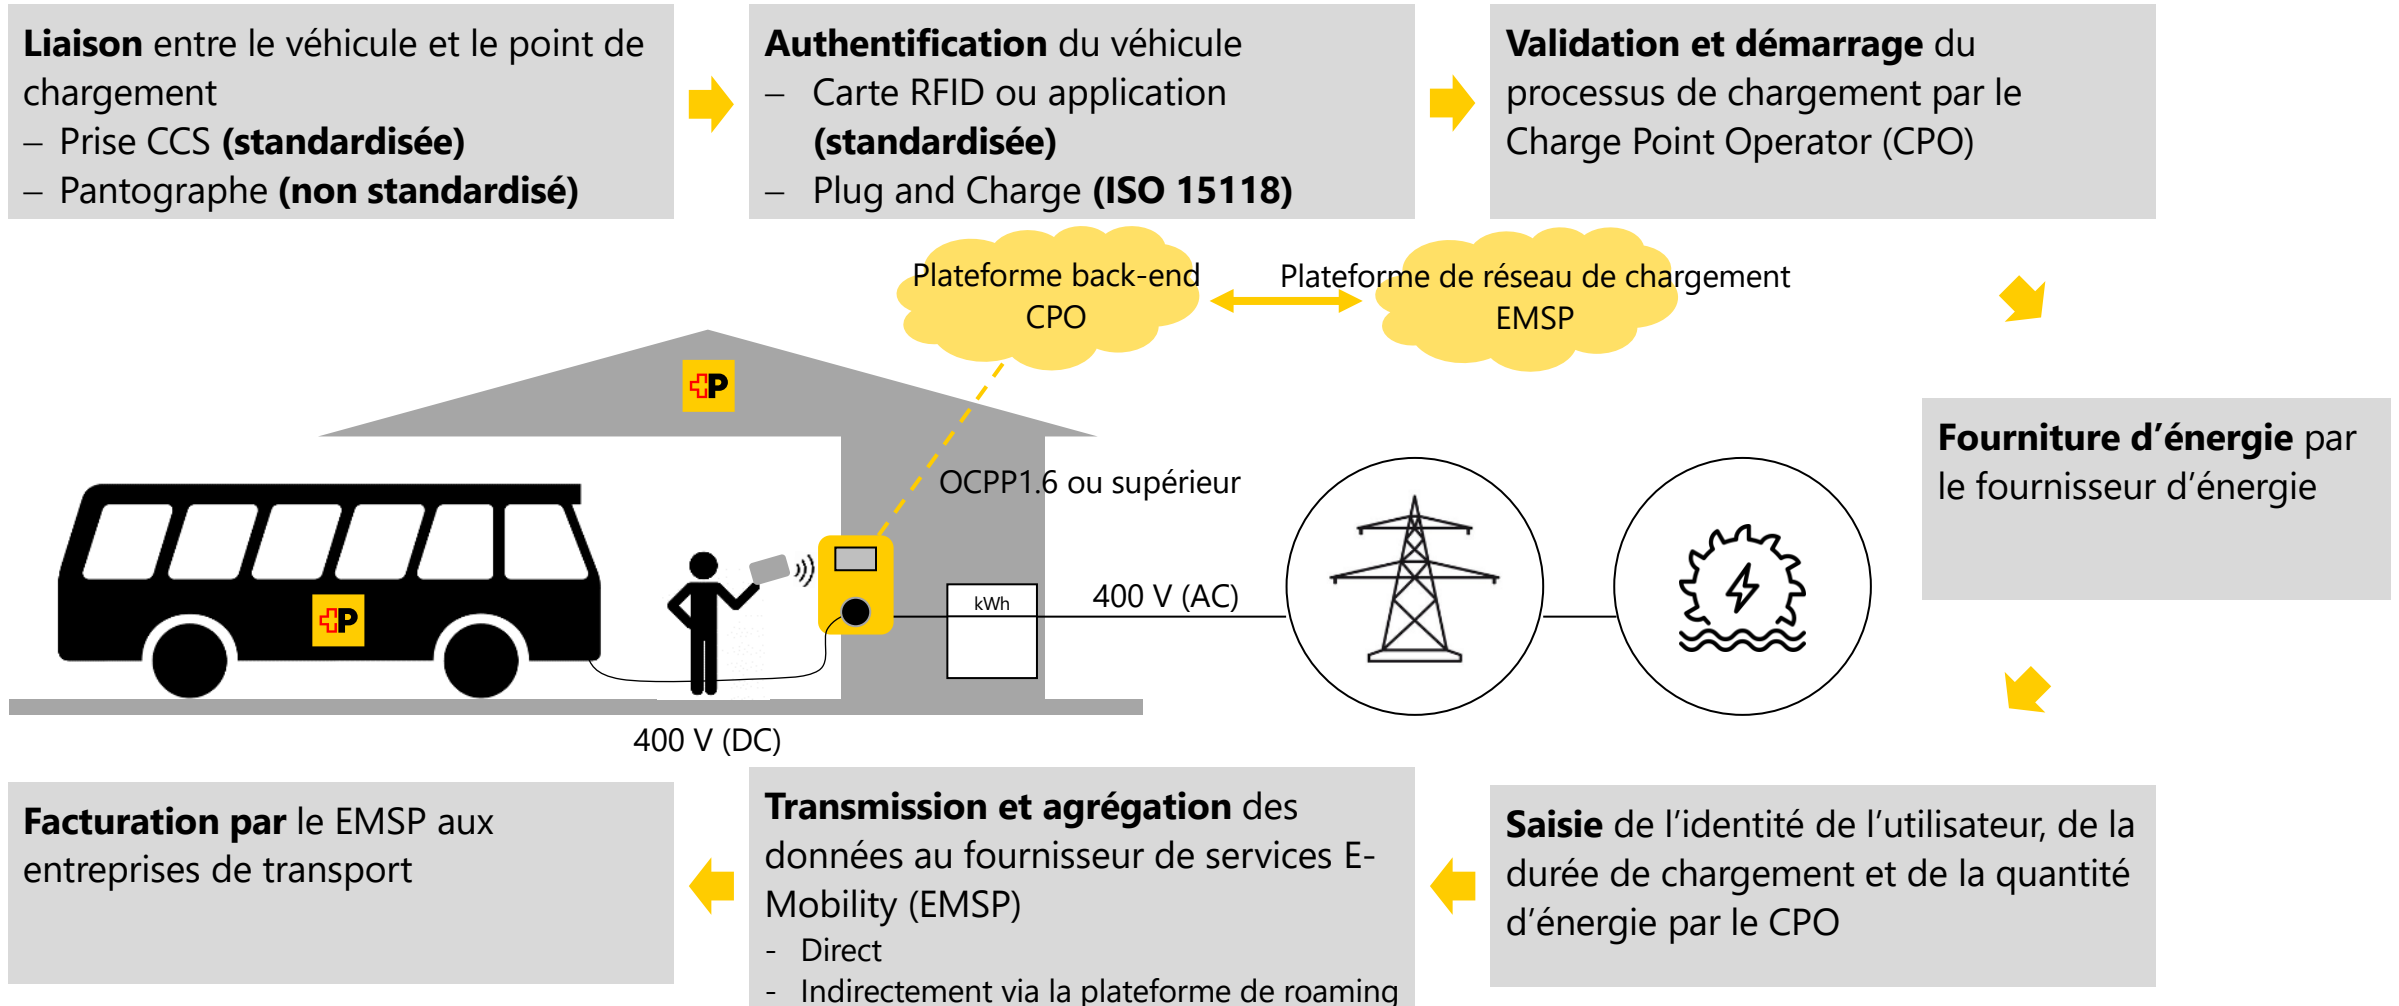 Liaison entre le véhicule et le point de
chargement
– Prise CCS (standardisée)
– Pantographe (non standardisé)
Authentification du véhicule
– Carte RFID ou application
(standardisée)
– Plug and Charge (ISO 15118)
Validation et démarrage du
processus de chargement par le
Charge Point Operator (CPO)
Plateforme back-end
CPO
Plateforme de réseau de chargement
EMSP
P
OCPP1.6 ou supérieur
Fourniture d’énergie par
le fournisseur d’énergie
P
kWh
400 V (AC)
400 V (DC)
Facturation par le EMSP aux
entreprises de transport
Transmission et agrégation des
données au fournisseur de services E-
Mobility (EMSP)
- Direct
- Indirectement via la plateforme de roaming
Saisie de l’identité de l’utilisateur, de la
durée de chargement et de la quantité
d’énergie par le CPO